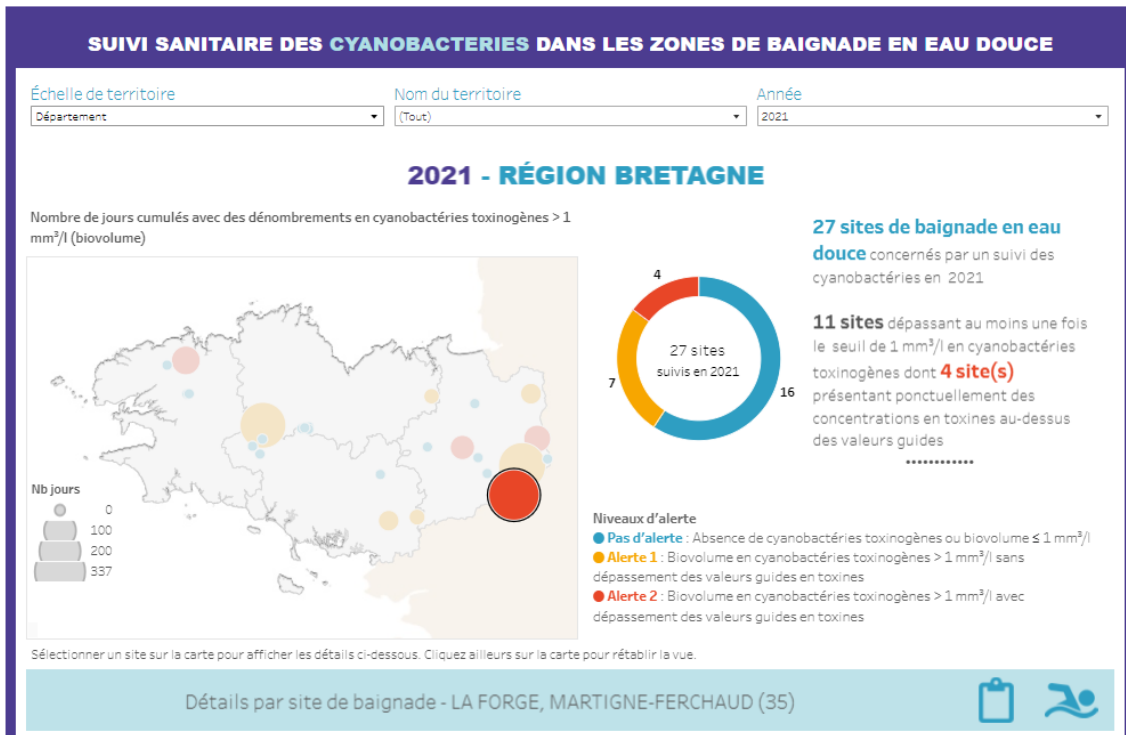 SUIVI SANITAIRE DES CYANOBACTERIES DANS LES ZONES DE BAIGNADE EN EAU DOUCE
Échelle de territoire
Département
Nom du territoire
(Tout)
Année
2021
2021 - RÉGION BRETAGNE
Nombre de jours cumulés avec des dénombrements en cyanobactéries toxinogènes > 1
mm³/l (biovolume)
Nb jours
0
100
200
337
4
7
16
27 sites
suivis en 2021
27 sites de baignade en eau
douce concernés par un suivi des
cyanobactéries en 2021
11 sites dépassant au moins une fois
le seuil de 1 mm³/l en cyanobactéries
toxinogènes dont 4 site(s)
présentant ponctuellement des
concentrations en toxines au-dessus
des valeurs guides
Niveaux d'alerte
Pas d'alerte : Absence de cyanobactéries toxinogènes ou biovolume ≤ 1 mm³/l
Alerte 1 : Biovolume en cyanobactéries toxinogènes > 1 mm³/l sans
dépassement des valeurs guides en toxines
Alerte 2 : Biovolume en cyanobactéries toxinogènes > 1 mm³/l avec
dépassement des valeurs guides en toxines
Sélectionner un site sur la carte pour afficher les détails ci-dessous. Cliquez ailleurs sur la carte pour rétablir la vue.
Détails par site de baignade - LA FORGE, MARTIGNE-FERCHAUD (35)